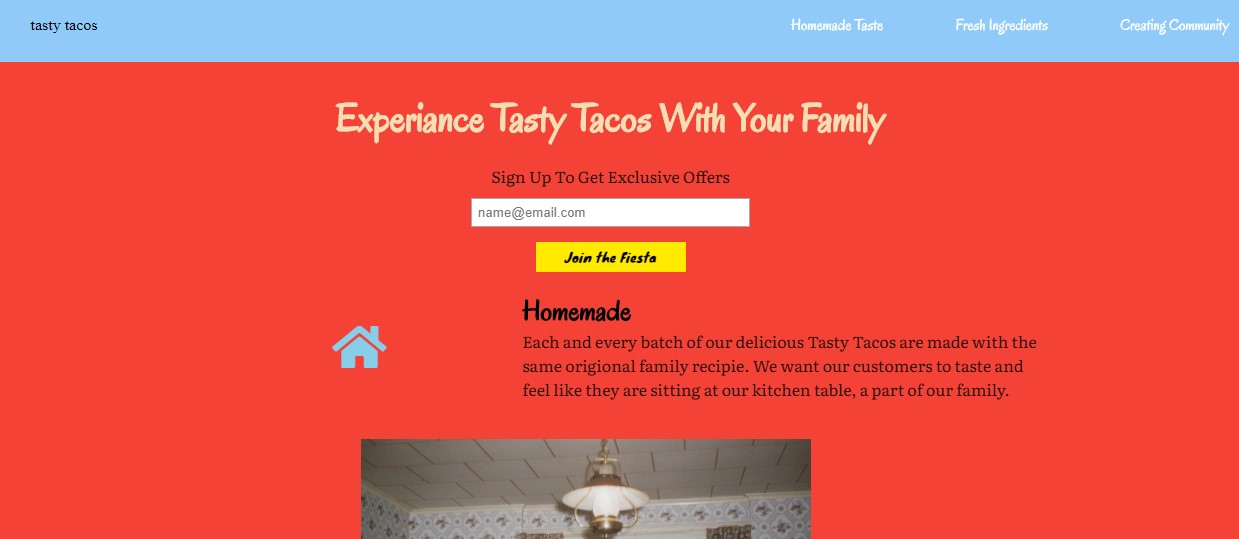 tasty tacos
Homemade Taste
Fresh Ingredients
Creating Community
Experiance Tasty Tacos With Your Family
Sign Up To Get Exclusive Offers
name@email.com
Join the Fiesta
Homemade
Each and every batch of our delicious Tasty Tacos are made with the
same origional family recipie. We want our customers to taste and
feel like they are sitting at our kitchen table, a part of our family.